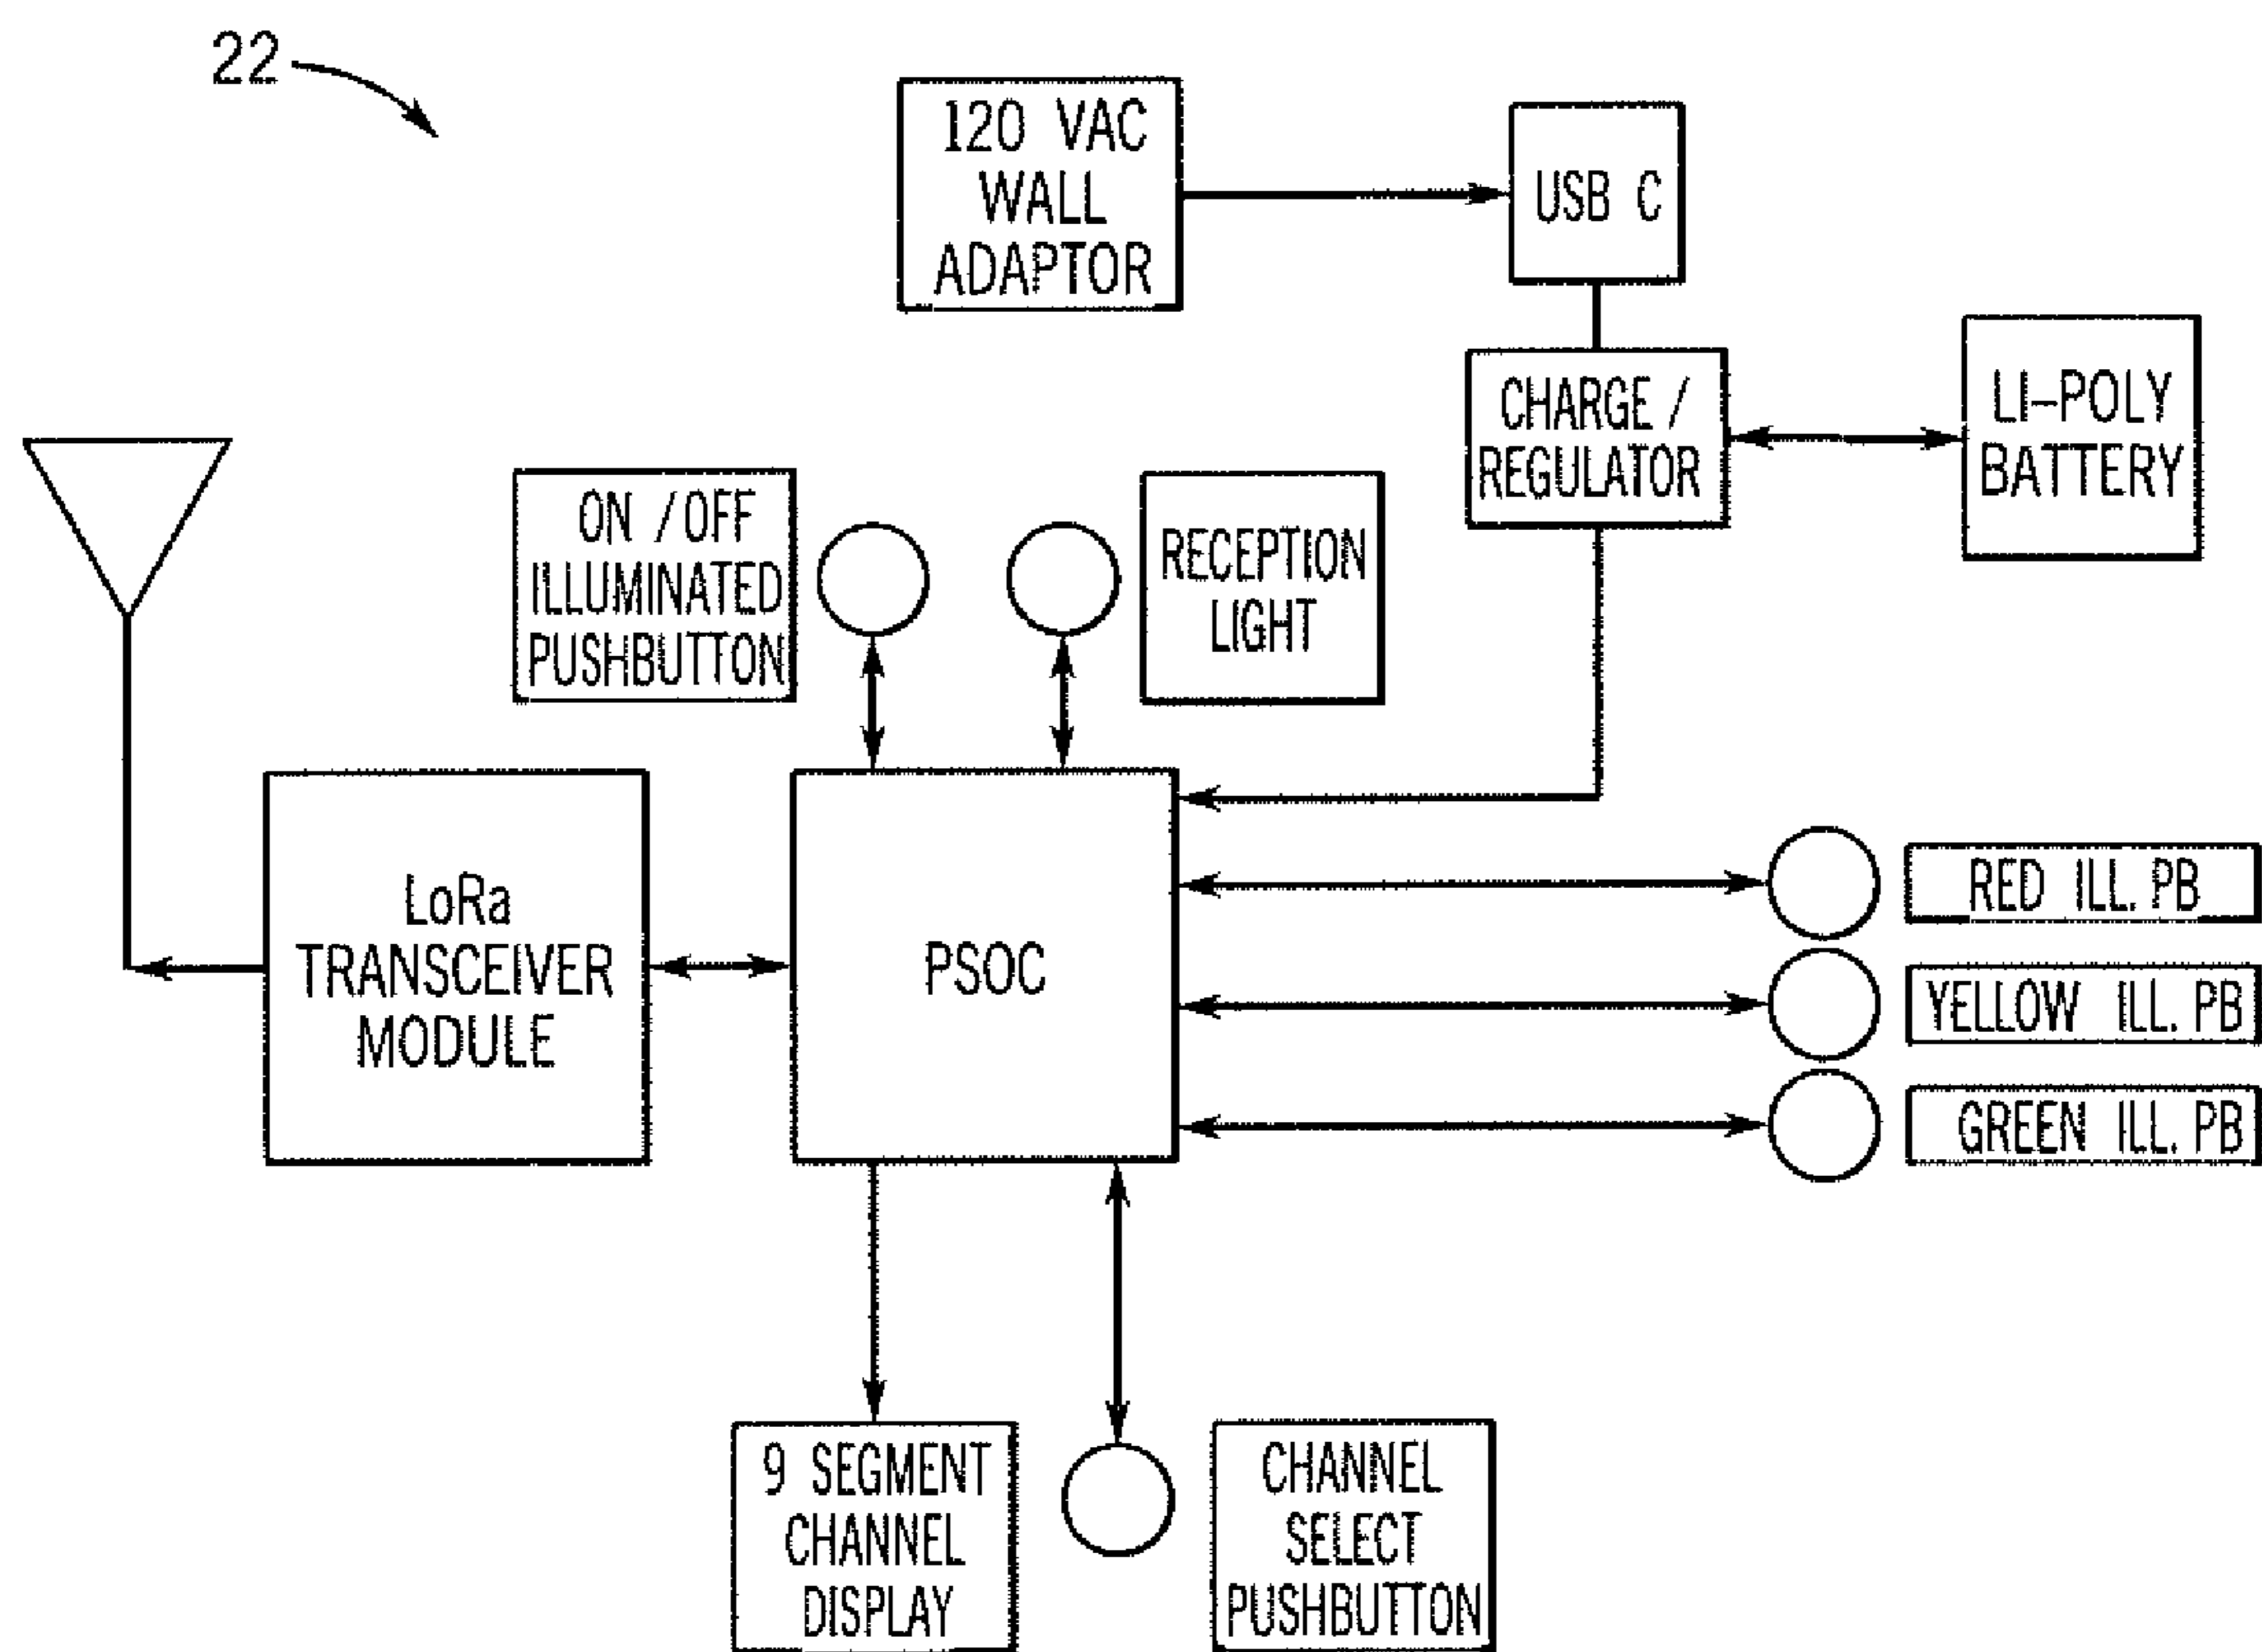 22
120 VAC
WALL
ADAPTOR
USB C
CHARGE /
REGULATOR
LI-POLY
BATTERY
ON / OFF
ILLUMINATED
PUSHBUTTON
RECEPTION
LIGHT
LoRa
TRANSCEIVER
MODULE
PSOC
RED ILL. PB
YELLOW ILL. PB
GREEN ILL. PB
9 SEGMENT
CHANNEL
DISPLAY
CHANNEL
SELECT
PUSHBUTTON